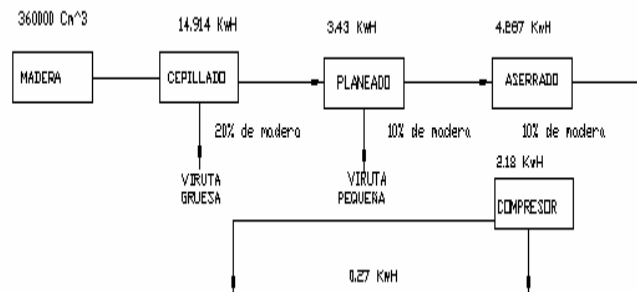 360000 Cm^3
14.914 KwH
3.43 KwH
4.287 KwH
MADERA
CEPILLADO
PLANEADO
ASERRADO
20% de madera
10% de madera
10% de madera
VIRUTA
GRUESA
VIRUTA
PEQUEÑA
2.18 KwH
COMPRESOR
0.27 KwH